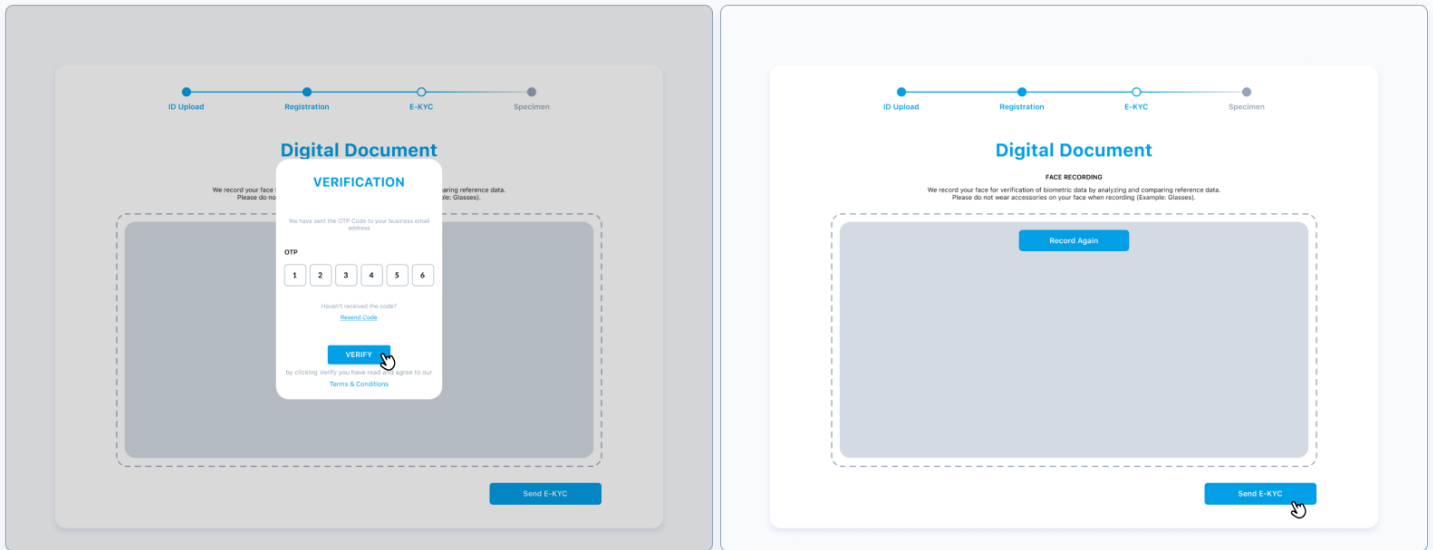 ID Upload
Registration
E-KYC
Specimen
Digital Document
We record your face
aring reference data.
Please do no
le: Glasses).
VERIFICATION
We have sent the OTP Code to your business email
address
OTP
1 2 3 4 5 6
Haven't received the code?
Resend Code
VERIFY
by clicking Verify you have read and agree to our
Terms & Conditions
Send E-KYC
ID Upload
Registration
E-KYC
Specimen
Digital Document
FACE RECORDING
We record your face for verification of biometric data by analyzing and comparing reference data.
Please do not wear accessories on your face when recording (Example: Glasses).
Record Again
Send E-KYC